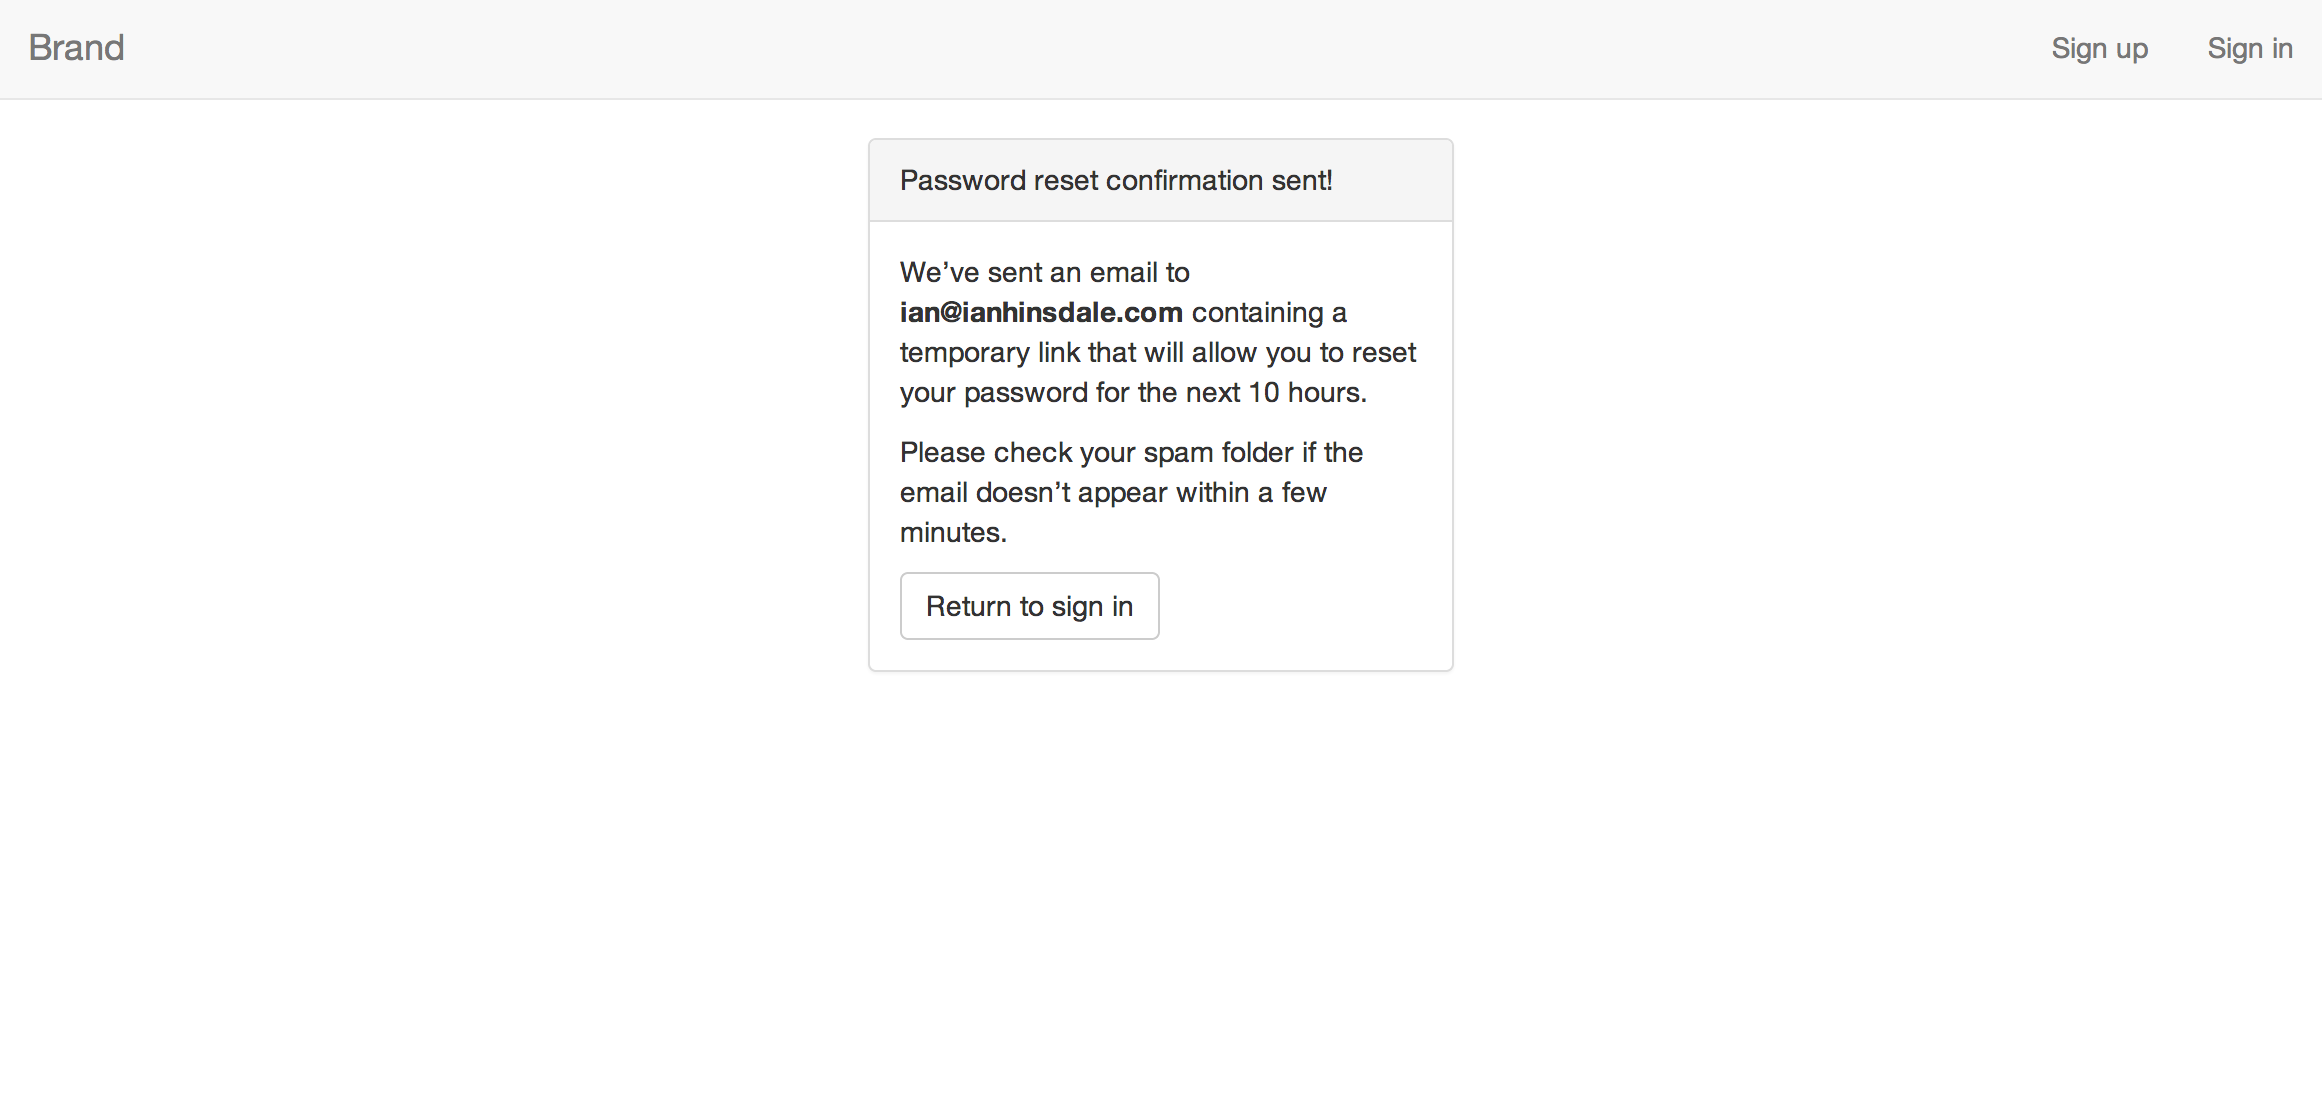 Brand
Sign up
Sign in
Password reset confirmation sent!
We’ve sent an email to
ian@ianhinsdale.com containing a
temporary link that will allow you to reset
your password for the next 10 hours.
Please check your spam folder if the
email doesn’t appear within a few
minutes.
Return to sign in